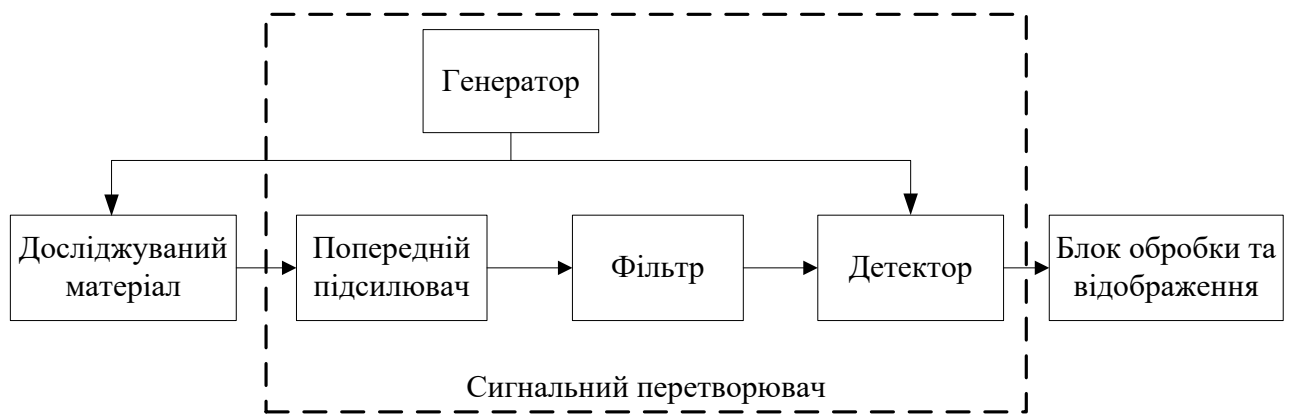 Генератор
Досліджуваний
матеріал
Попередній
підсилювач
Фільтр
Детектор
Блок обробки та
відображення
Сигнальний перетворювач